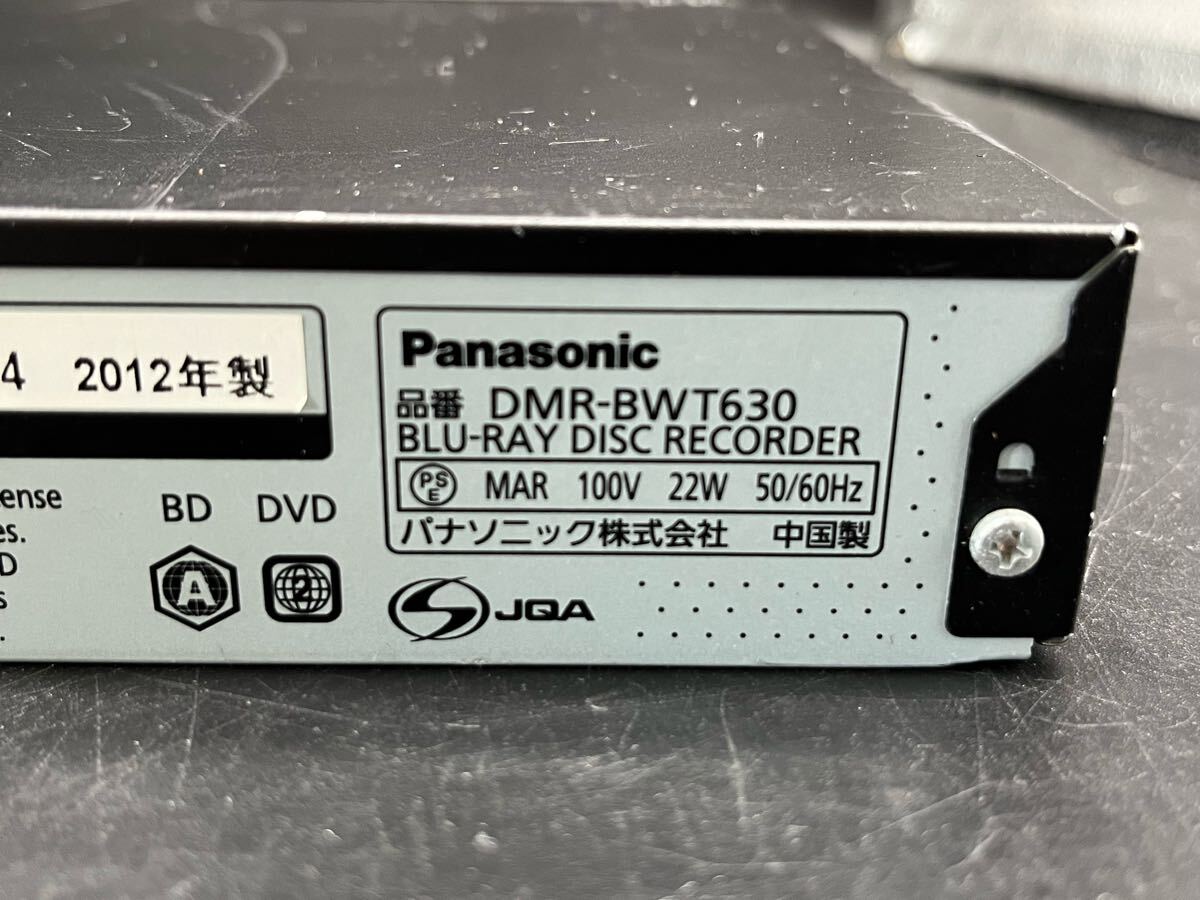 4 2012年製
Panasonic
品番 DMR-BWT630
BLU-RAY DISC RECORDER
PSE MAR 100V 22W 50/60Hz
パナソニック株式会社 中国製
BD DVD
A 2
JQA